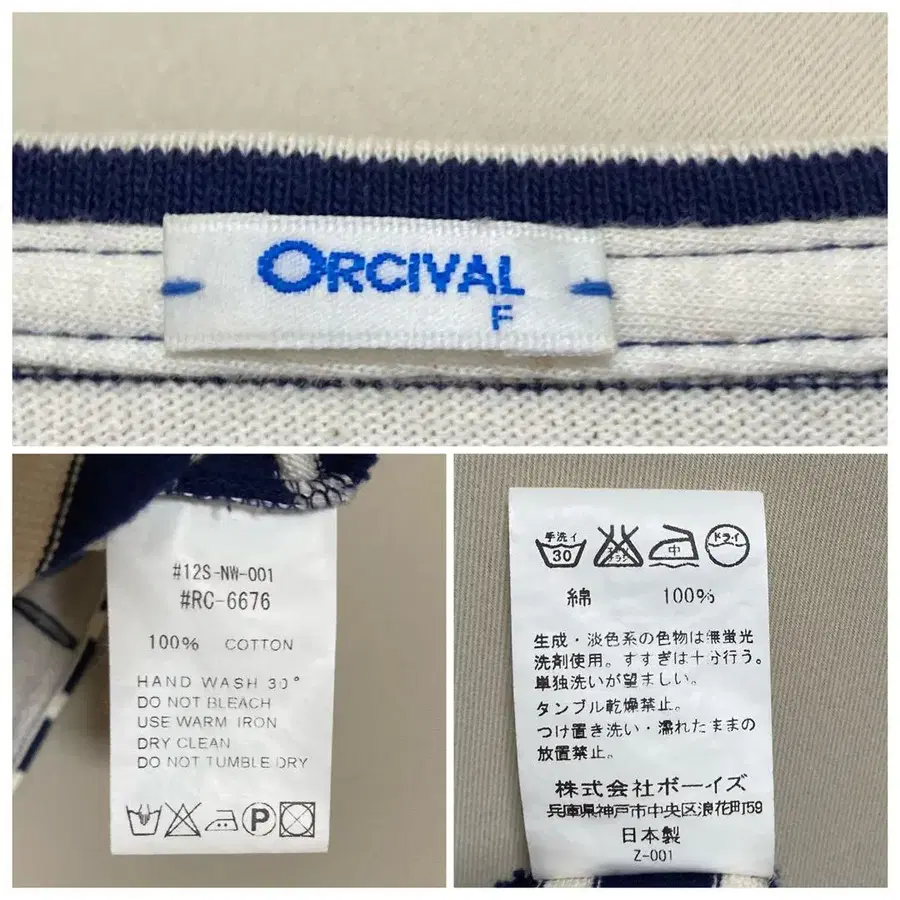 ORCIVAL
F
#12S-NW-001
#RC-6676
100% COTTON
HAND WASH 30°
DO NOT BLEACH
USE WARM IRON
DRY CLEAN
DO NOT TUMBLE DRY
P
手洗イ
30
中
ドライ
綿 100%
生成・淡色系の色物は無蛍光
洗剤使用。すすぎは十分行う。
単独洗いが望ましい。
タンブル乾燥禁止。
つけ置き洗い・濡れたままの
放置禁止。
株式会社ボーイズ
兵庫県神戸市中央区浪花町59
日本製
Z-001